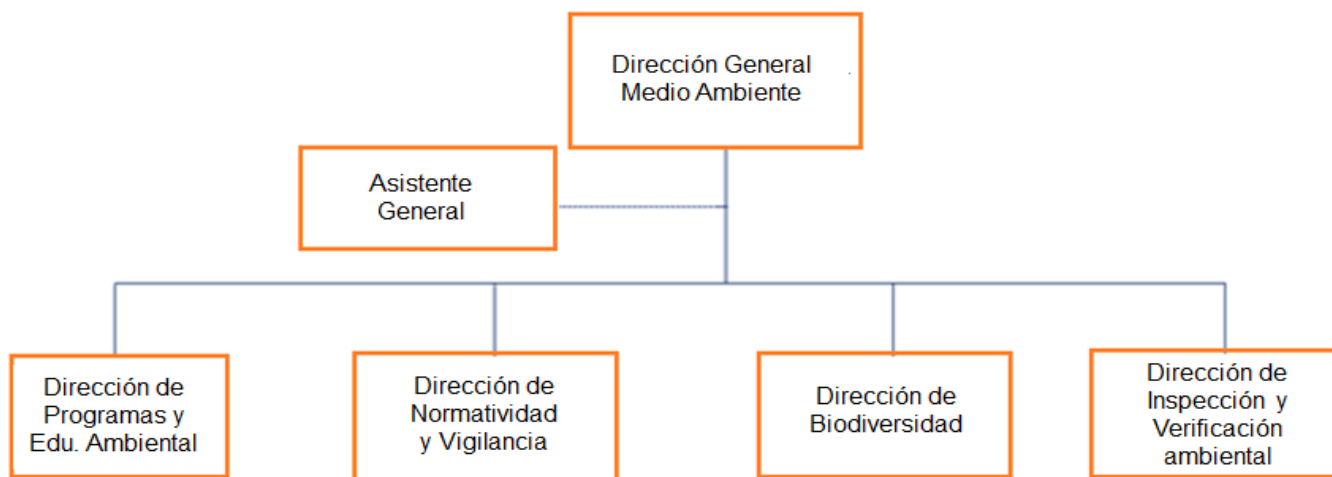 Dirección General
Medio Ambiente
Asistente
General
Dirección de
Programas y
Edu. Ambiental
Dirección de
Normatividad
y Vigilancia
Dirección de
Biodiversidad
Dirección de
Inspección y
Verificación
ambiental